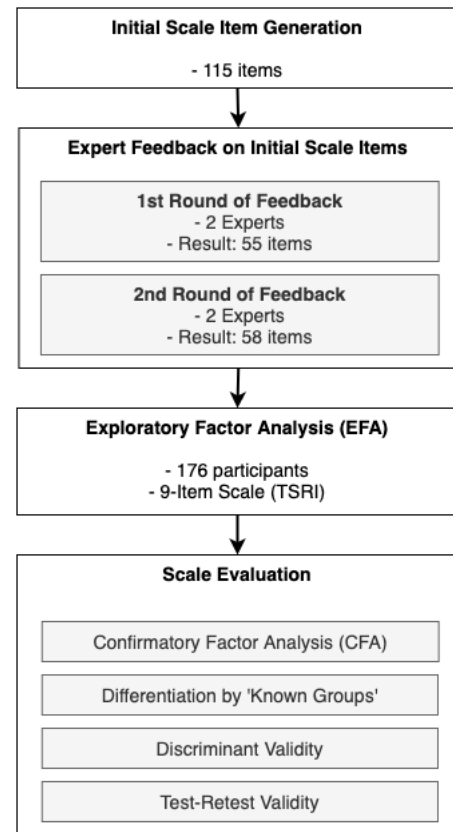 Initial Scale Item Generation
- 115 items
Expert Feedback on Initial Scale Items
1st Round of Feedback
- 2 Experts
- Result: 55 items
2nd Round of Feedback
- 2 Experts
- Result: 58 items
Exploratory Factor Analysis (EFA)
- 176 participants
- 9-Item Scale (TSRI)
Scale Evaluation
Confirmatory Factor Analysis (CFA)
Differentiation by 'Known Groups'
Discriminant Validity
Test-Retest Validity